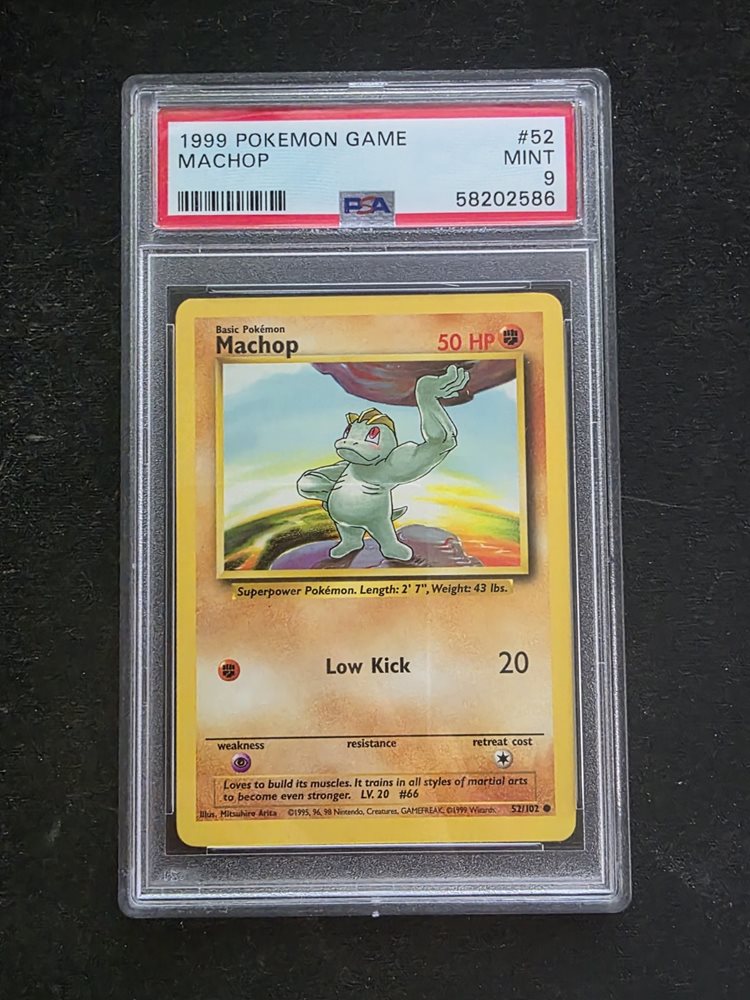 1999 POKEMON GAME #52
MACHOP MINT
9
PSA 58202586
Basic Pokémon
Machop 50 HP
Superpower Pokémon. Length: 2' 7", Weight: 43 lbs.
Low Kick 20
weakness resistance retreat cost
Loves to build its muscles. It trains in all styles of martial arts
to become even stronger. LV. 20 #66
Illus. Mitsuhiro Arita ©1995, 96, 98 Nintendo, Creatures, GAMEFREAK. ©1999 Wizards. 52/102